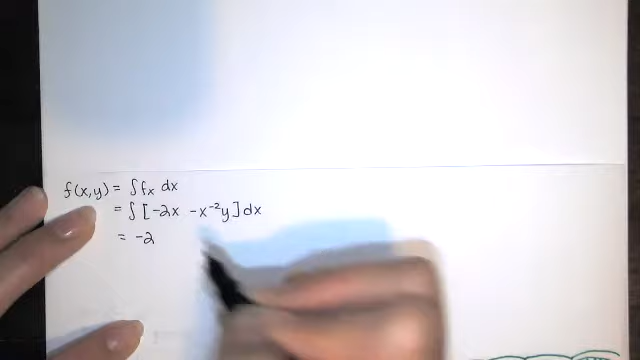 f(x,y) = ∫fx dx
= ∫[-2x -x⁻²y]dx
= -2